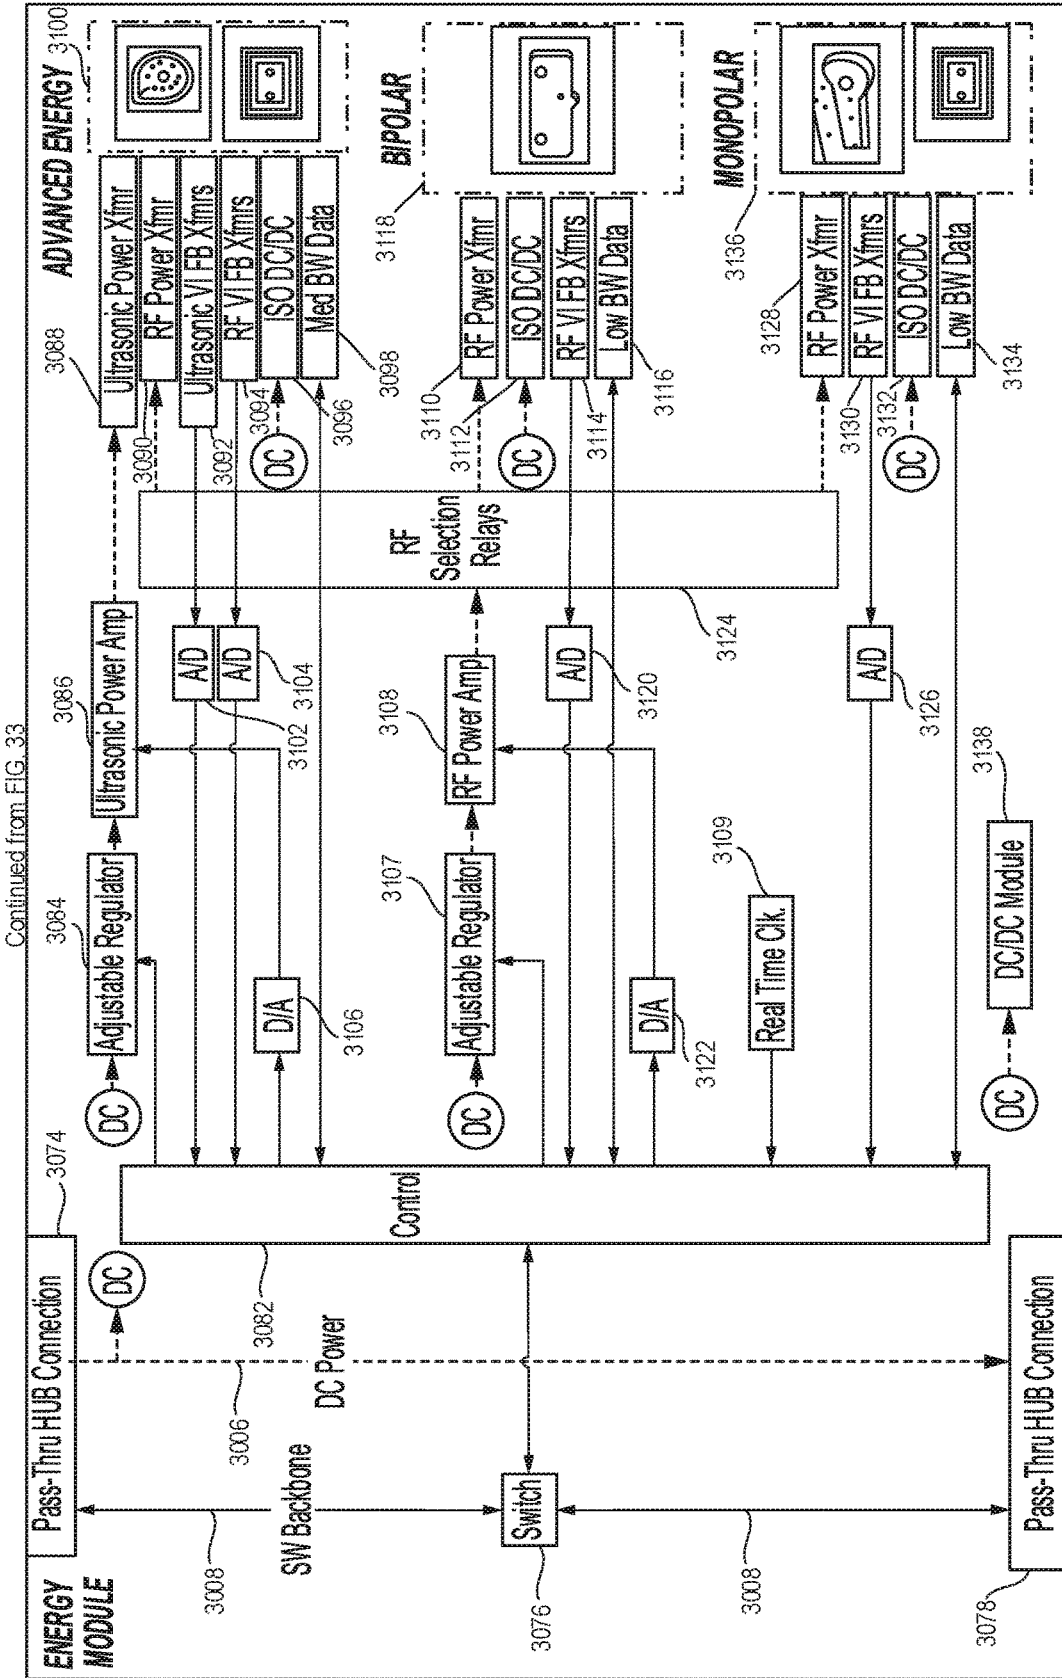 Continued from FIG. 33
ENERGY
MODULE
Pass-Thru HUB Connection
3074
3008
SW Backbone
3006
DC Power
DC
Switch
3076
3008
Pass-Thru HUB Connection
3078
Control
3082
DC
Adjustable Regulator
3084
Ultrasonic Power Amp
3086
D/A
3106
A/D
3102
A/D
3104
DC
Adjustable Regulator
3107
RF Power Amp
3108
D/A
3122
A/D
3120
Real Time Clk.
3109
A/D
3126
DC
DC/DC Module
3138
RF
Selection
Relays
3124
ADVANCED ENERGY
3100
3088
Ultrasonic Power Xfmr
3090
RF Power Xfmr
3092
Ultrasonic VI FB Xfmrs
3094
RF VI FB Xfmrs
DC
3096
ISO DC/DC
3098
Med BW Data
BIPOLAR
3118
3110
RF Power Xfmr
3112
DC
ISO DC/DC
3114
RF VI FB Xfmrs
3116
Low BW Data
MONOPOLAR
3136
3128
RF Power Xfmr
3130
RF VI FB Xfmrs
3132
DC
ISO DC/DC
3134
Low BW Data